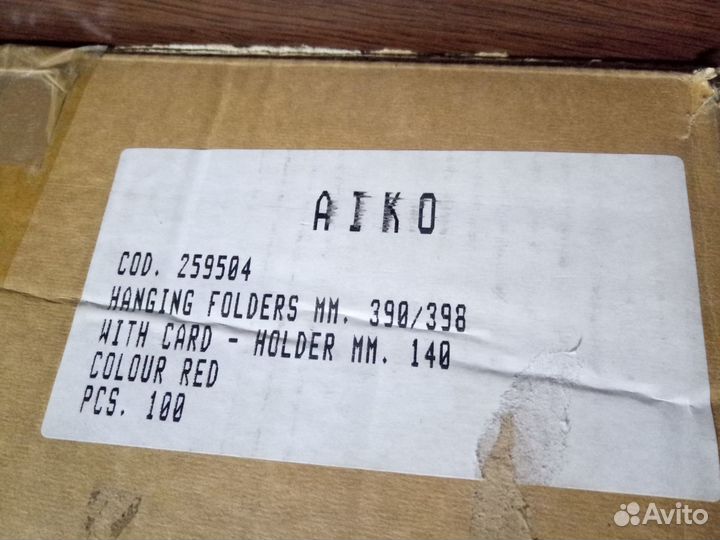 AIKO
COD. 259504
HANGING FOLDERS MM. 390/398
WITH CARD - HOLDER MM. 140
COLOUR RED
PCS. 100
Avito